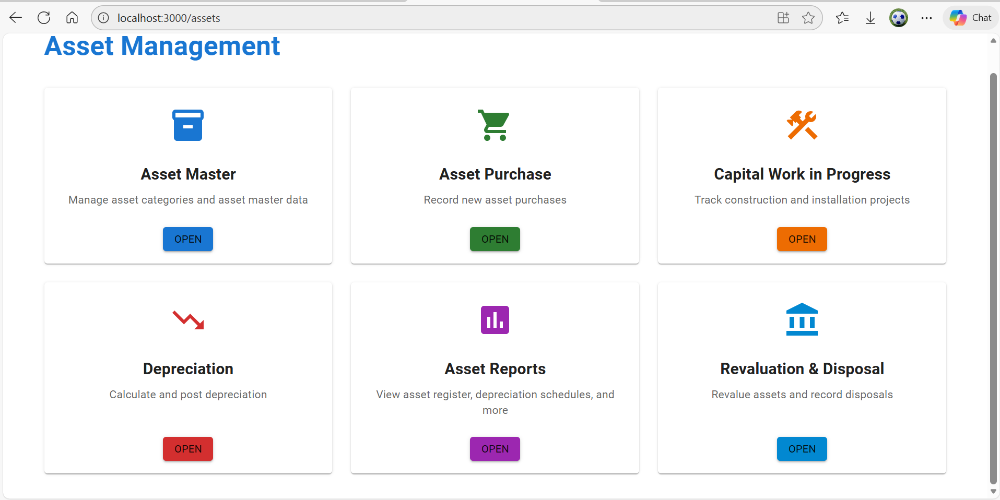 localhost:3000/assets
Chat
Asset Management
Asset Master
Manage asset categories and asset master data
OPEN
Asset Purchase
Record new asset purchases
OPEN
Capital Work in Progress
Track construction and installation projects
OPEN
Depreciation
Calculate and post depreciation
OPEN
Asset Reports
View asset register, depreciation schedules, and
more
OPEN
Revaluation & Disposal
Revalue assets and record disposals
OPEN